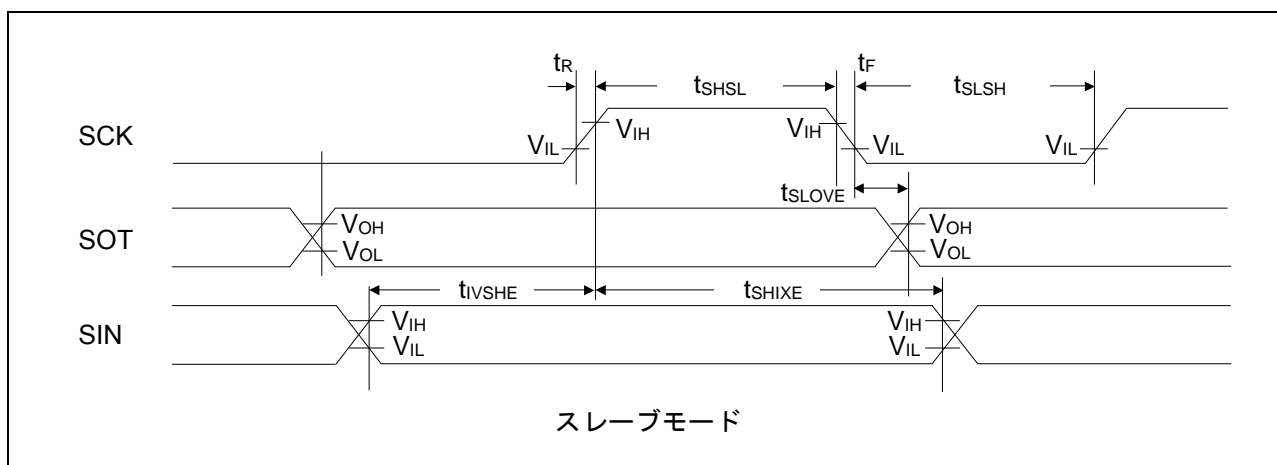 tR tSHSL tF tSLSH
SCK VIL VIH VIH VIL VIL
tSLOVE
SOT VOH VOL VOH VOL
tIVSHE tSHIXE
SIN VIH VIL VIH VIL
スレーブモード